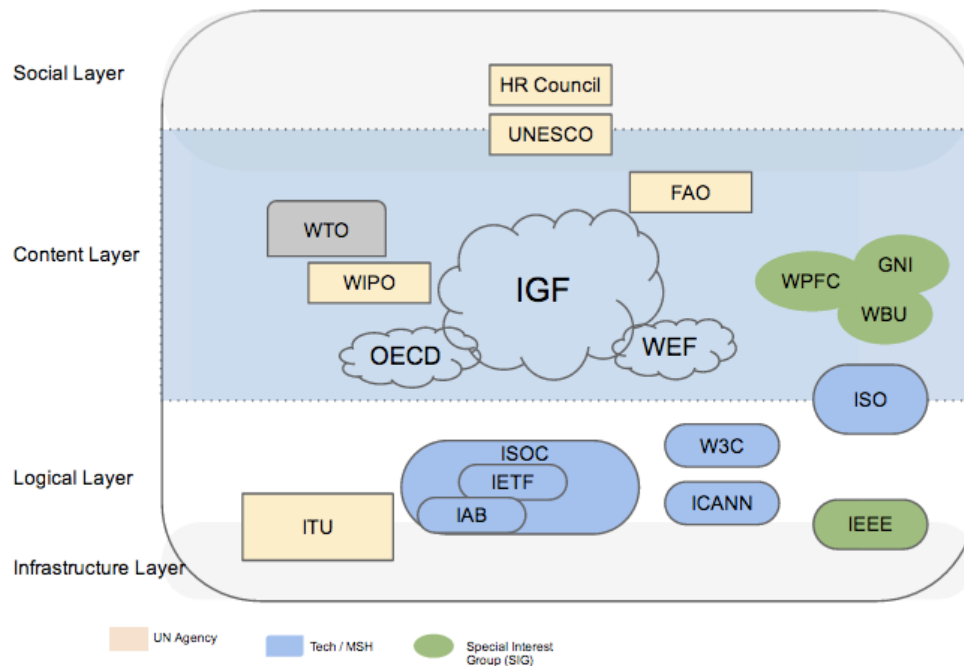 Social Layer
HR Council
UNESCO
FAO
WTO
Content Layer
WIPO
IGF
WPFC
GNI
WBU
OECD
WEF
ISO
W3C
ISOC
Logical Layer
IETF
ICANN
IAB
ITU
IEEE
Infrastructure Layer
UN Agency
Tech / MSH
Special Interest
Group (SIG)